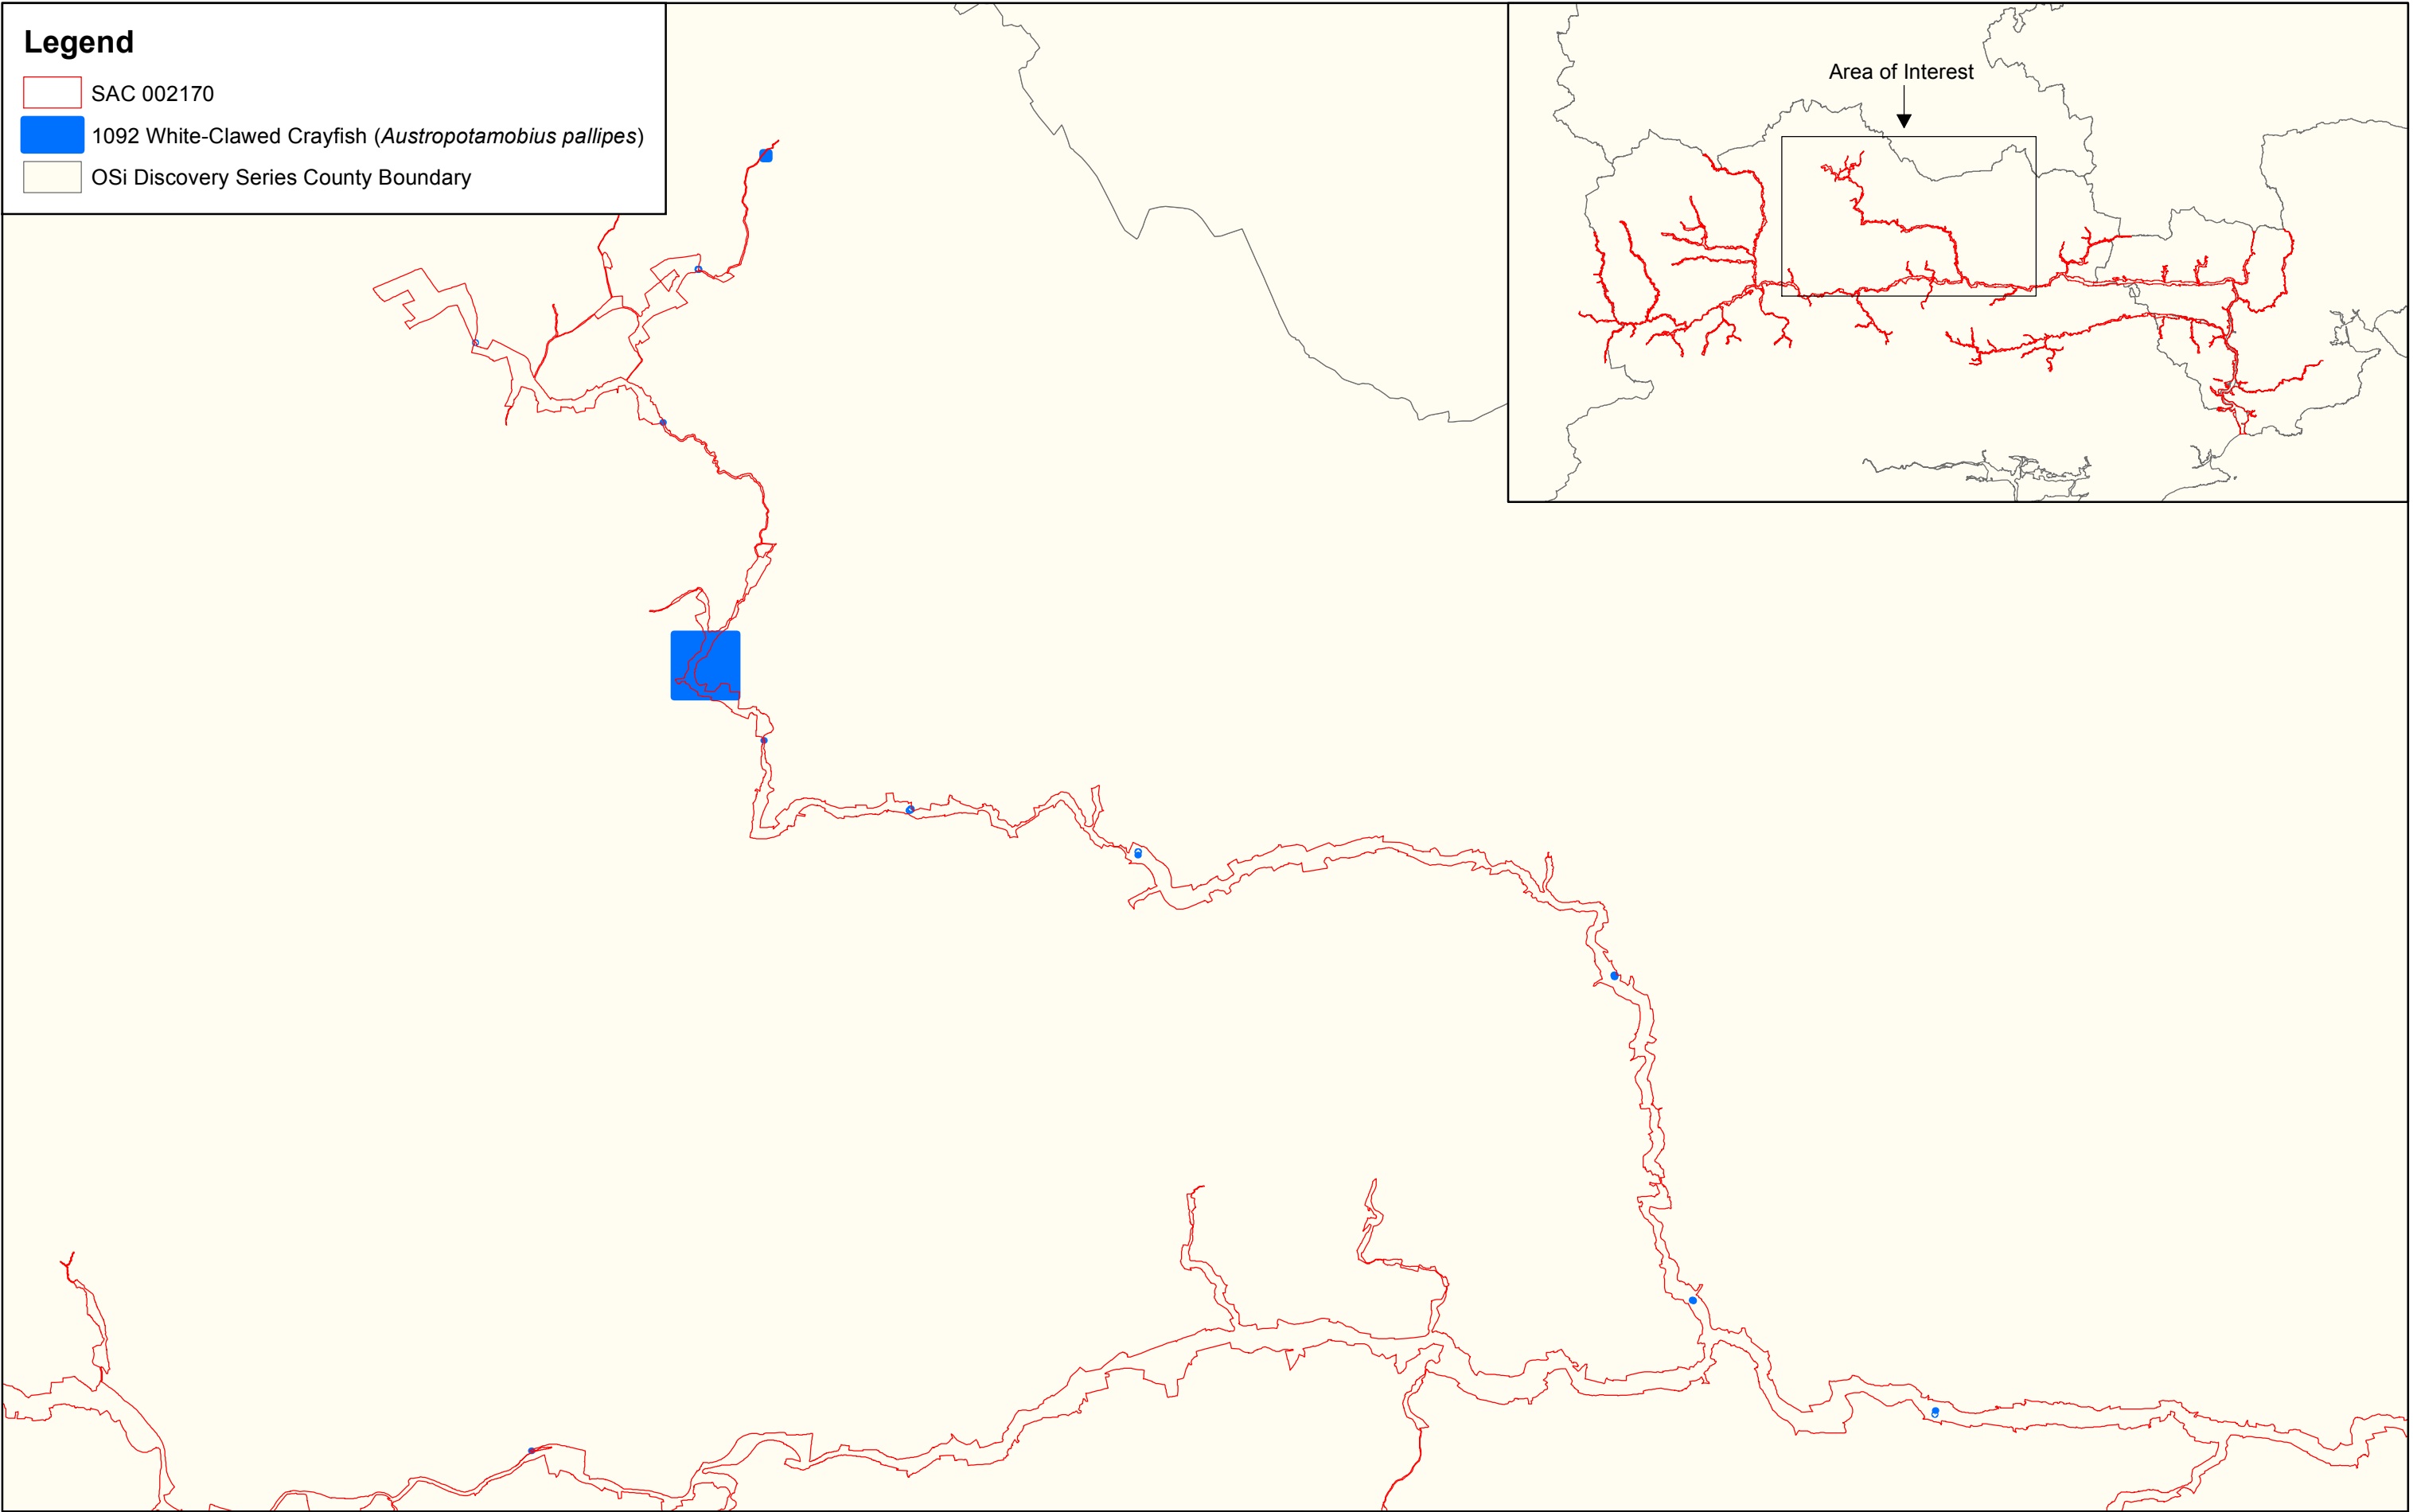 Legend
SAC 002170
1092 White-Clawed Crayfish (Austropotamobius pallipes)
OSi Discovery Series County Boundary
Area of Interest